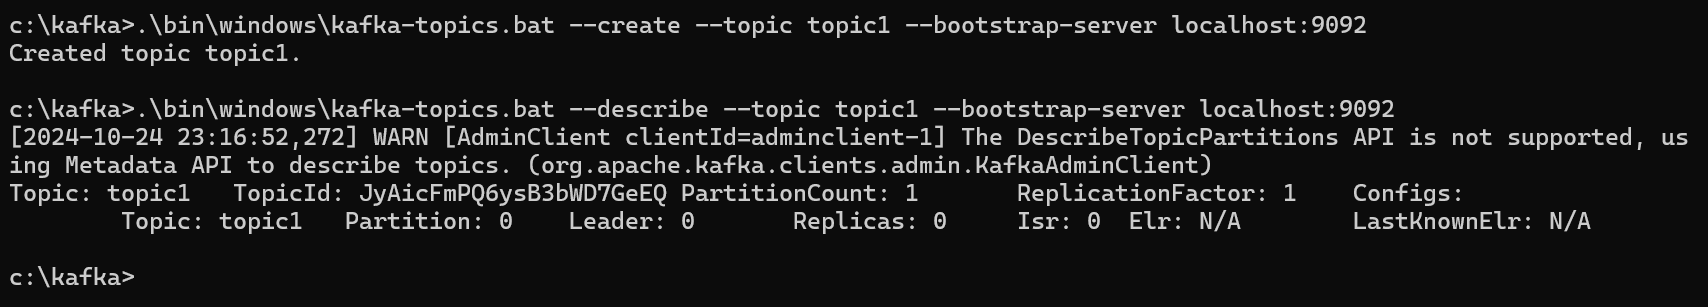 c:\kafka>.\bin\windows\kafka-topics.bat --create --topic topic1 --bootstrap-server localhost:9092
Created topic topic1.
c:\kafka>.\bin\windows\kafka-topics.bat --describe --topic topic1 --bootstrap-server localhost:9092
[2024-10-24 23:16:52,272] WARN [AdminClient clientId=adminclient-1] The DescribeTopicPartitions API is not supported, us
ing Metadata API to describe topics. (org.apache.kafka.clients.admin.KafkaAdminClient)
Topic: topic1   TopicId: JyAicFmPQ6ysB3bWD7GeEQ PartitionCount: 1       ReplicationFactor: 1    Configs:
        Topic: topic1   Partition: 0    Leader: 0       Replicas: 0     Isr: 0  Elr: N/A        LastKnownElr: N/A
c:\kafka>